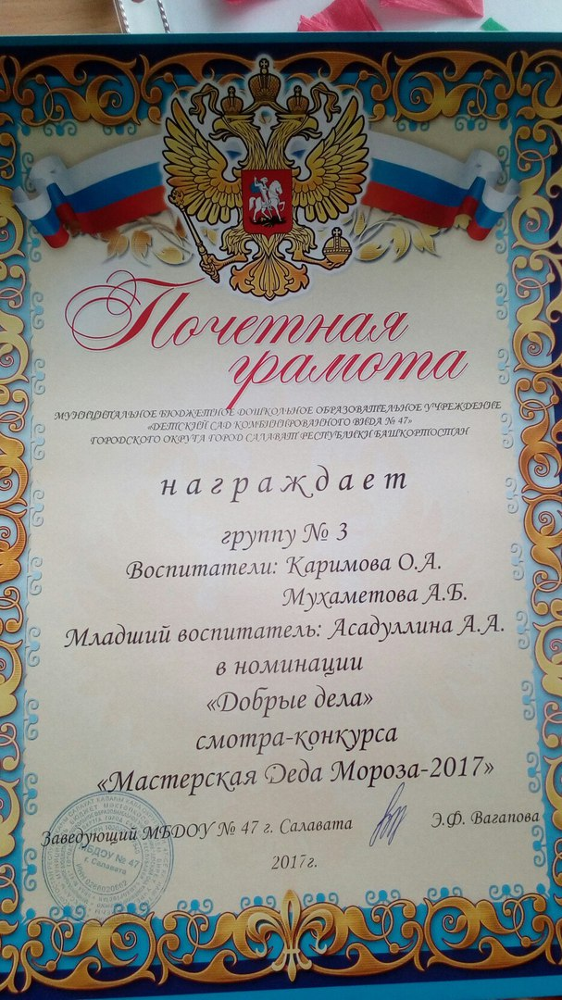 Почетная
грамота
МУНИЦИПАЛЬНОЕ БЮДЖЕТНОЕ ДОШКОЛЬНОЕ ОБРАЗОВАТЕЛЬНОЕ УЧРЕЖДЕНИЕ
«ДЕТСКИЙ САД КОМБИНИРОВАННОГО ВИДА № 47»
ГОРОДСКОГО ОКРУГА ГОРОД САЛАВАТ РЕСПУБЛИКИ БАШКОРТОСТАН
награждает
группу № 3
Воспитатели: Каримова О.А.
Мухаметова А.Б.
Младший воспитатель: Асадуллина А.А.
в номинации
«Добрые дела»
смотра-конкурса
«Мастерская Деда Мороза-2017»
Заведующий МБДОУ № 47 г. Салавата Э.Ф. Вагапова
2017г.
МБДОУ № 47
г. Салавата